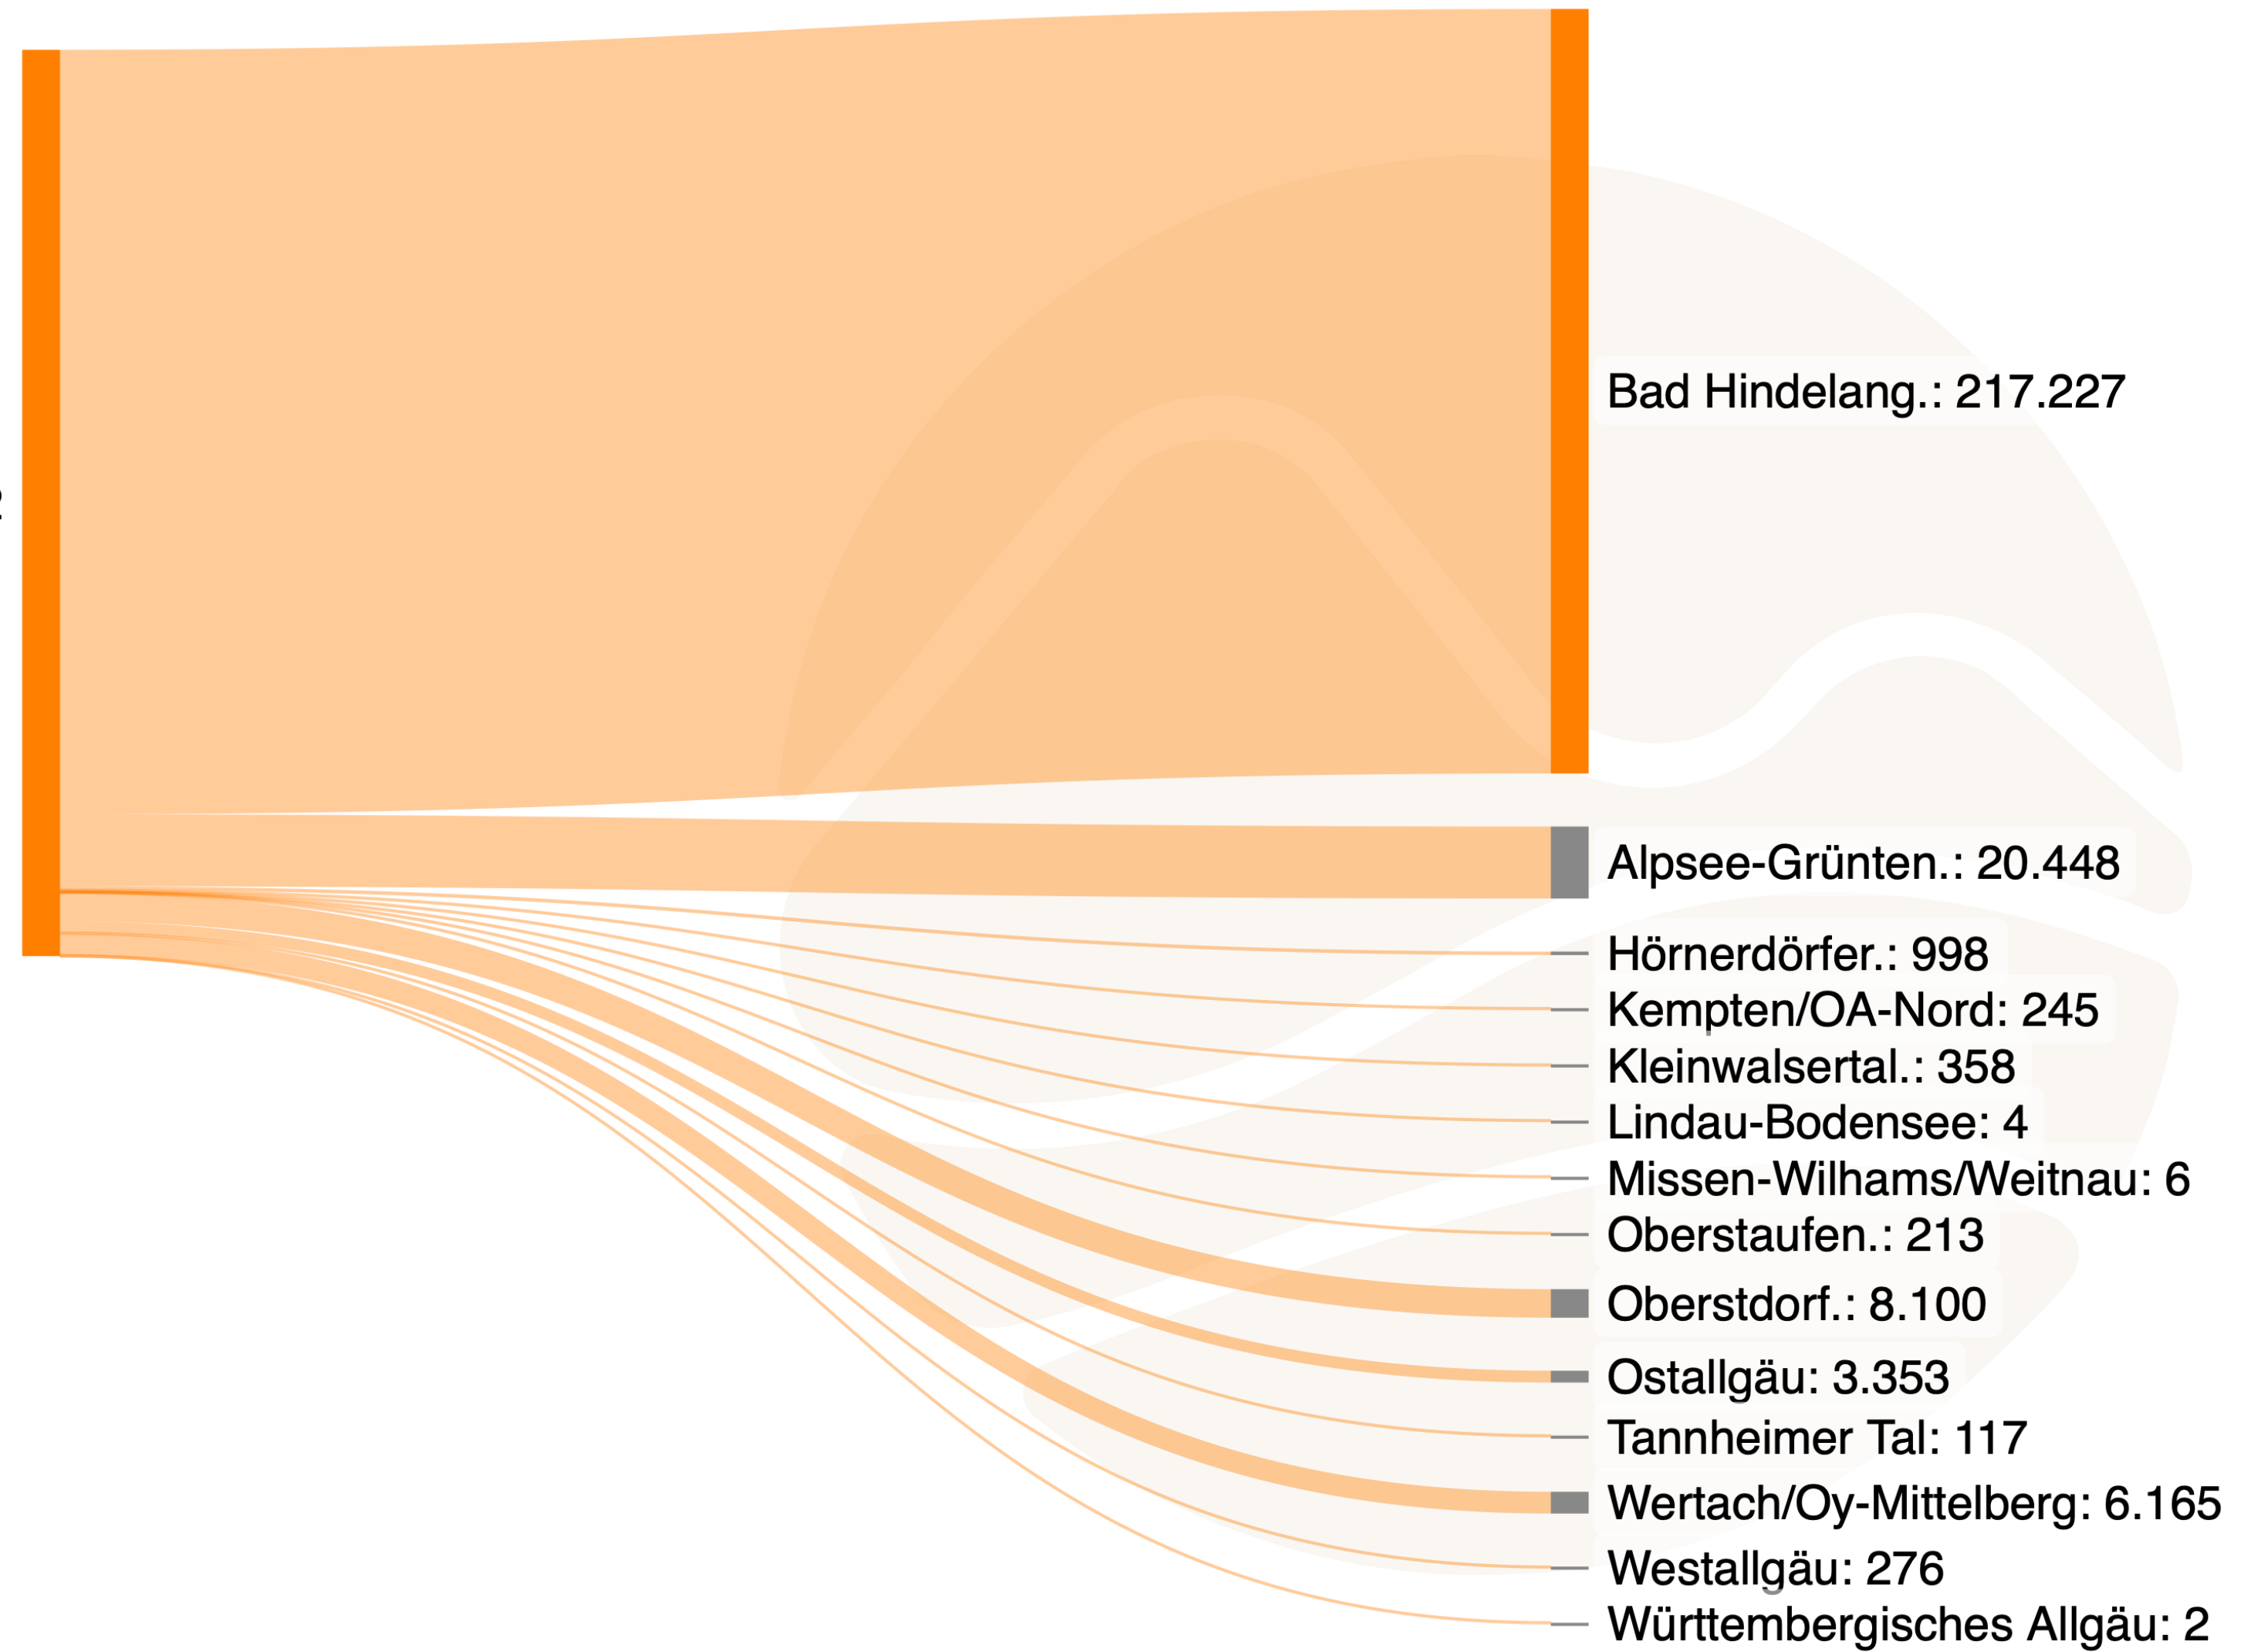 Bad Hindelang.: 217.227
Alpsee-Grünten.: 20.448
Hörnerdörfer.: 998
Kempten/OA-Nord: 245
Kleinwalsertal.: 358
Lindau-Bodensee: 4
Missen-Wilhams/Weitnau: 6
Oberstaufen.: 213
Oberstdorf.: 8.100
Ostallgäu: 3.353
Tannheimer Tal: 117
Wertach/Oy-Mittelberg: 6.165
Westallgäu: 276
Württembergisches Allgäu: 2